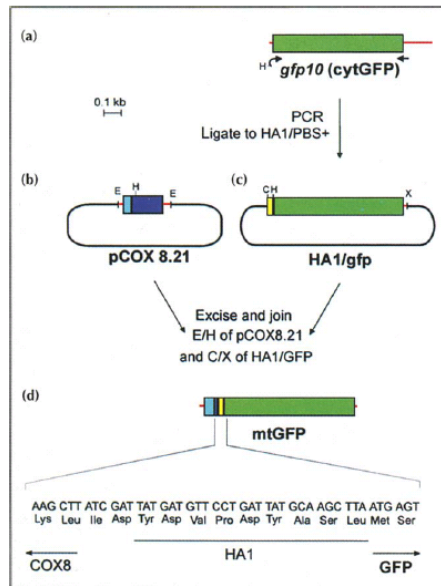 (a)
H
gfp10 (cytGFP)
0.1 kb
PCR
Ligate to HA1/PBS+
(b)
(c)
E H E
C H X
pCOX 8.21
HA1/gfp
Excise and join
E/H of pCOX8.21
and C/X of HA1/GFP
(d)
mtGFP
AAG CTT ATC GAT TAT GAT GTT CCT GAT TAT GCA AGC TTA ATG AGT
Lys Leu Ile Asp Tyr Asp Val Pro Asp Tyr Ala Ser Leu Met Ser
COX8 HA1 GFP